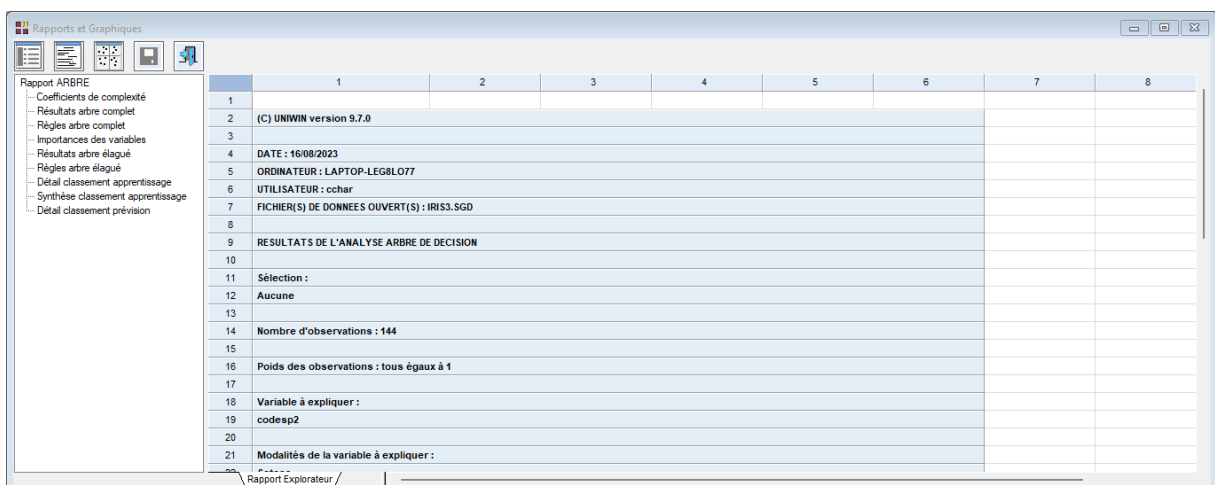 Rapports et Graphiques
Rapport ARBRE
Coefficients de complexité
Résultats arbre complet
Règles arbre complet
Importances des variables
Résultats arbre élagué
Règles arbre élagué
Détail classement apprentissage
Synthèse classement apprentissage
Détail classement prévision
1 2 3 4 5 6 7 8
1
2 (C) UNIWIN version 9.7.0
3
4 DATE : 16/08/2023
5 ORDINATEUR : LAPTOP-LEG8LO77
6 UTILISATEUR : cchar
7 FICHIER(S) DE DONNEES OUVERT(S) : IRIS3.SGD
8
9 RESULTATS DE L'ANALYSE ARBRE DE DECISION
10
11 Sélection :
12 Aucune
13
14 Nombre d'observations : 144
15
16 Poids des observations : tous égaux à 1
17
18 Variable à expliquer :
19 codesp2
20
21 Modalités de la variable à expliquer :
Rapport Explorateur